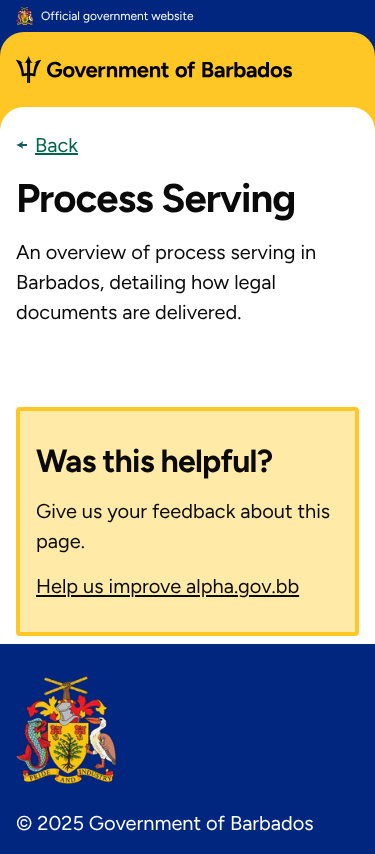 Official government website
Government of Barbados
Back
Process Serving
An overview of process serving in
Barbados, detailing how legal
documents are delivered.
Was this helpful?
Give us your feedback about this
page.
Help us improve alpha.gov.bb
PRIDE AND INDUSTRY
© 2025 Government of Barbados